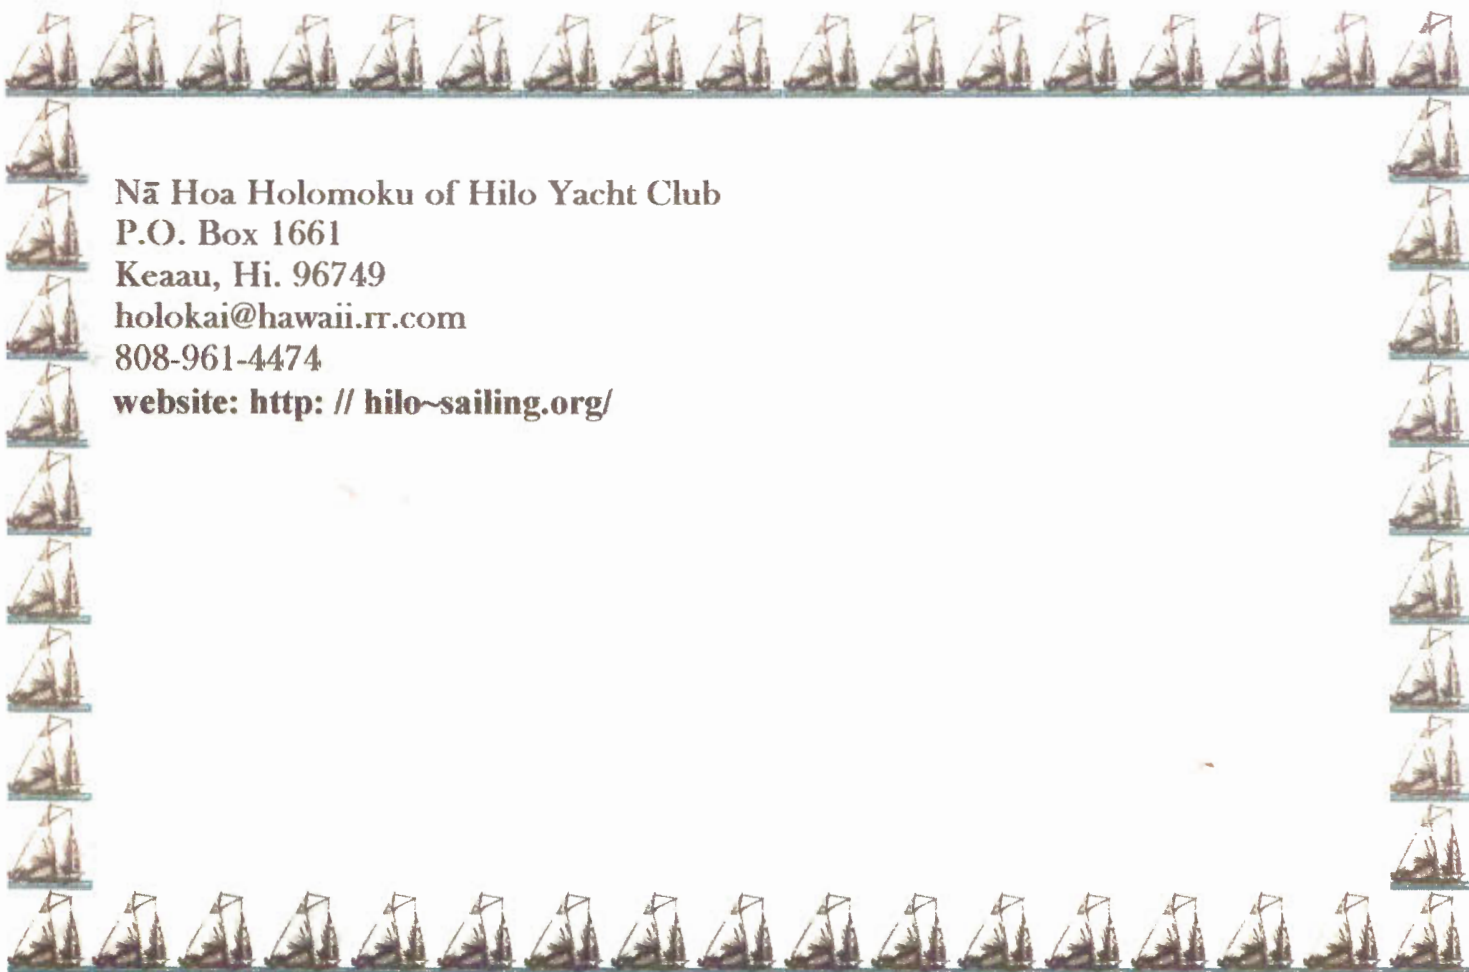 Nā Hoa Holomoku of Hilo Yacht Club
P.O. Box 1661
Keaau, Hi. 96749
holokai@hawaii.rr.com
808-961-4474
website: http: // hilo~sailing.org/